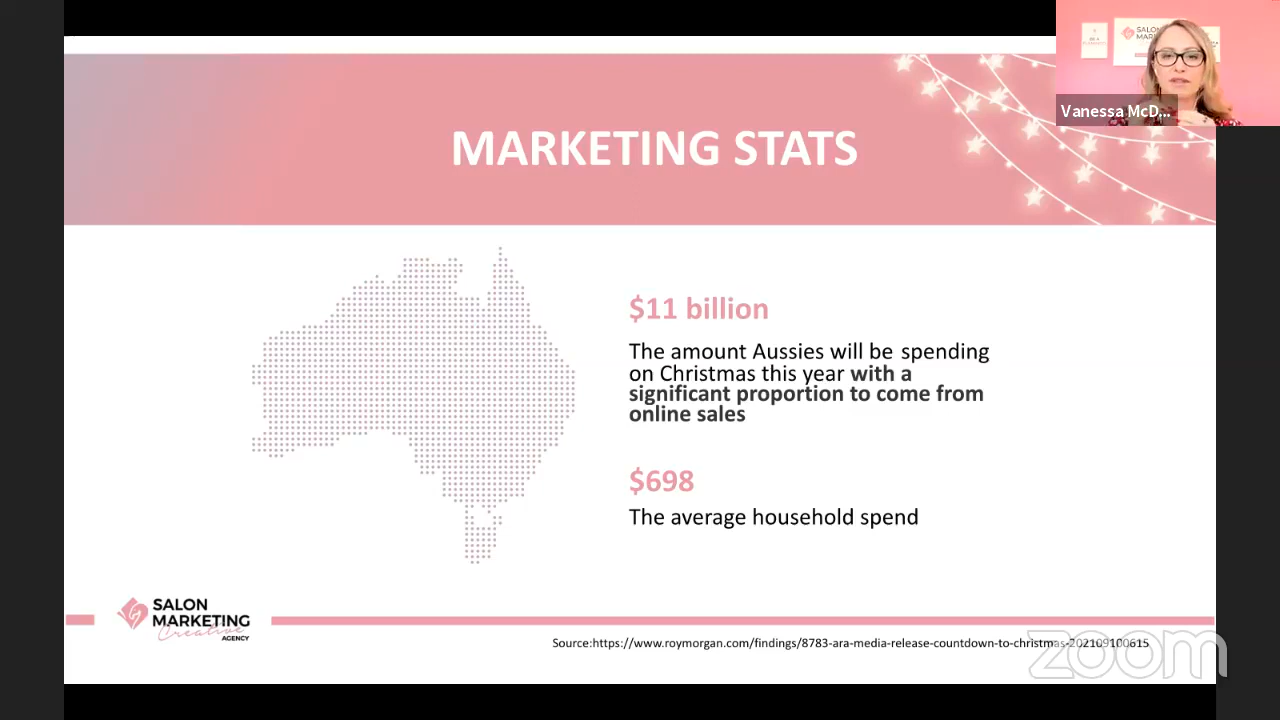 SALON
MARKE
Vanessa McD...
MARKETING STATS
$11 billion
The amount Aussies will be spending
on Christmas this year with a
significant proportion to come from
online sales
$698
The average household spend
SALON
MARKETING
Creative
AGENCY
Source:https://www.roymorgan.com/findings/8783-ara-media-release-countdown-to-christmas-202109100615
zoom